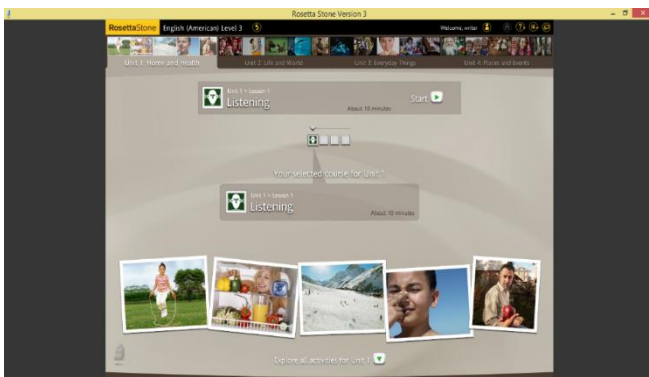 Rosetta Stone Version 3
RosettaStone English (American) Level 3
Welcome, writer
Unit 1: Home and Health
Unit 2: Life and World
Unit 3: Everyday Things
Unit 4: Places and Events
Unit 1 > Lesson 1
Listening
About 10 minutes
Start
Your selected course for Unit
Unit 1 > Lesson 1
Listening
About 10 minutes
Explore all activities for Unit 1